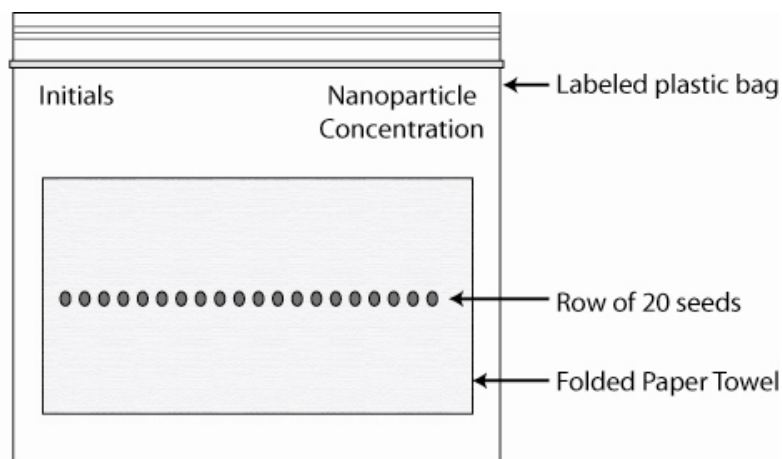 Initials
Nanoparticle
Concentration
Labeled plastic bag
Row of 20 seeds
Folded Paper Towel